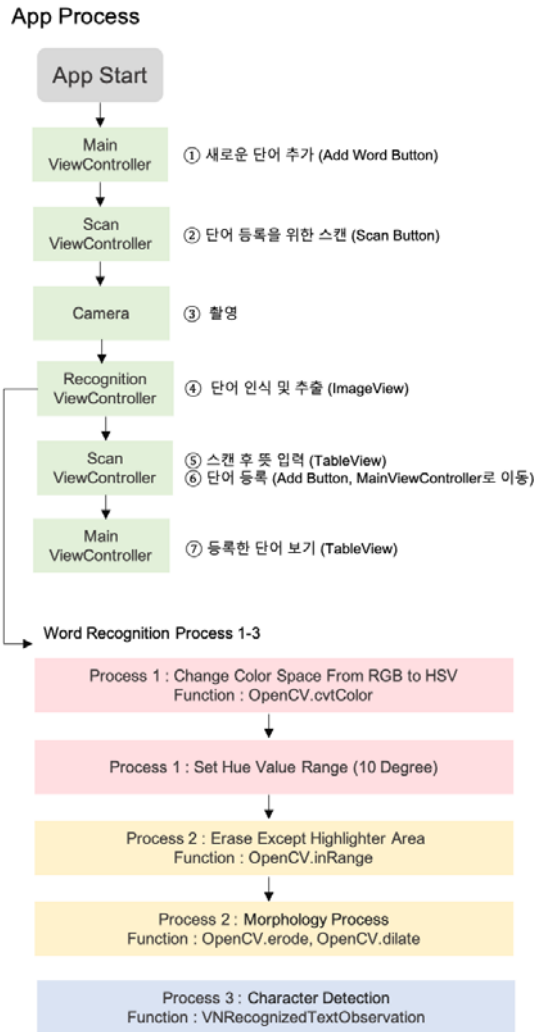 App Process
App Start
Main
ViewController
① 새로운 단어 추가 (Add Word Button)
Scan
ViewController
② 단어 등록을 위한 스캔 (Scan Button)
Camera
③ 촬영
Recognition
ViewController
④ 단어 인식 및 추출 (ImageView)
Scan
ViewController
⑤ 스캔 후 뜻 입력 (TableView)
⑥ 단어 등록 (Add Button, MainViewController로 이동)
Main
ViewController
⑦ 등록한 단어 보기 (TableView)
Word Recognition Process 1-3
Process 1 : Change Color Space From RGB to HSV
Function : OpenCV.cvtColor
Process 1 : Set Hue Value Range (10 Degree)
Process 2 : Erase Except Highlighter Area
Function : OpenCV.inRange
Process 2 : Morphology Process
Function : OpenCV.erode, OpenCV.dilate
Process 3 : Character Detection
Function : VNRecognizedTextObservation